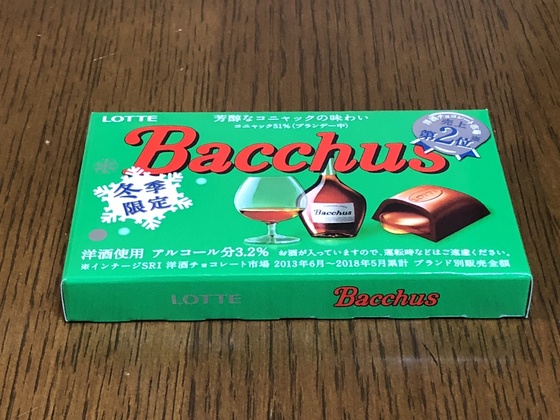 LOTTE
芳醇なコニャックの味わい
コニャック51%(ブランデー中)
売上
第2位
Bacchus
冬季
限定
Bacchus
洋酒使用 アルコール分3.2% お酒が入っていますので、運転時などはご遠慮ください。
※インテージSRI 洋酒チョコレート市場 2013年6月～2018年5月累計 ブランド別販売金額
LOTTE
Bacchus